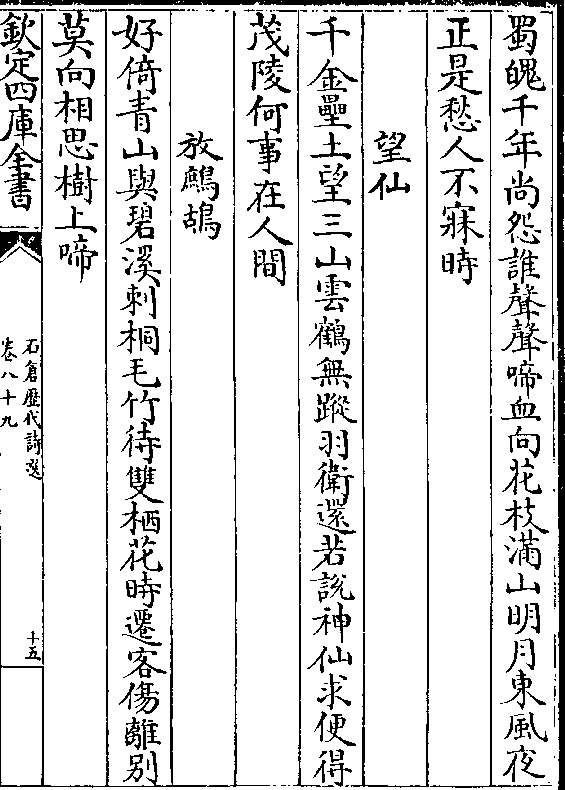 蜀魄千年尚怨誰聲聲啼血向花枝滿山明月東風夜
正是愁人不寐時
望仙
千金壘土望三山雲鶴無蹤羽衛還若說神仙求便得
茂陵何事在人間
放鷓鴣
好倚青山與碧溪刺桐毛竹待雙栖花時遷客傷離别
莫向相思樹上啼
欽定四庫全書
石倉歷代詩選
卷八十九
十五